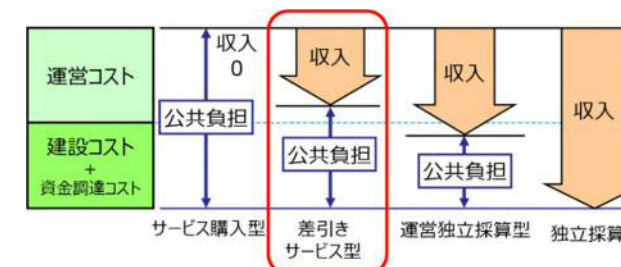 運営コスト
建設コスト
+
資金調達コスト
収入
0
公共負担
サービス購入型
収入
公共負担
差引き
サービス型
収入
公共負担
運営独立採算型
収入
独立採算